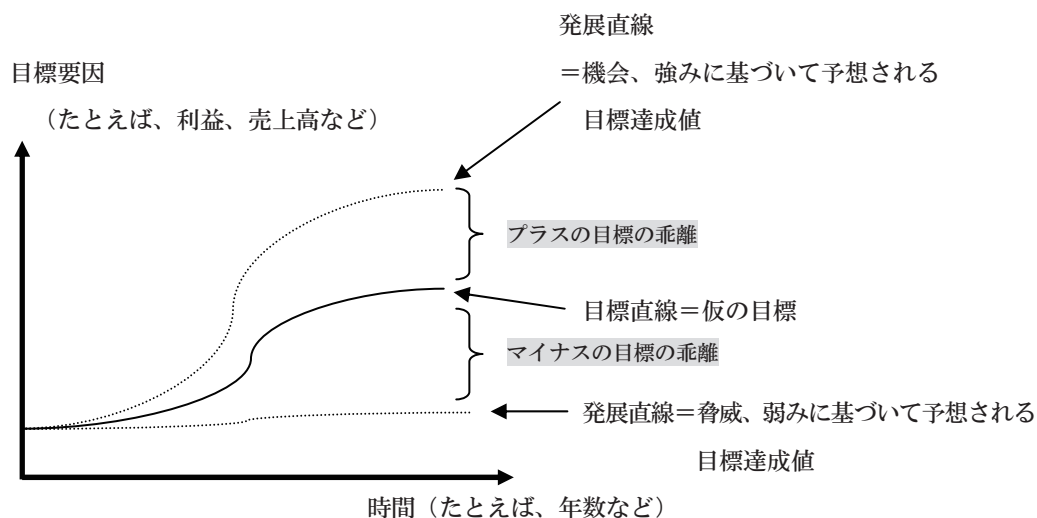 発展直線
目標要因
＝機会、強みに基づいて予想される
（たとえば、利益、売上高など）
目標達成値
プラスの目標の乖離
目標直線＝仮の目標
マイナスの目標の乖離
発展直線＝脅威、弱みに基づいて予想される
目標達成値
時間（たとえば、年数など）